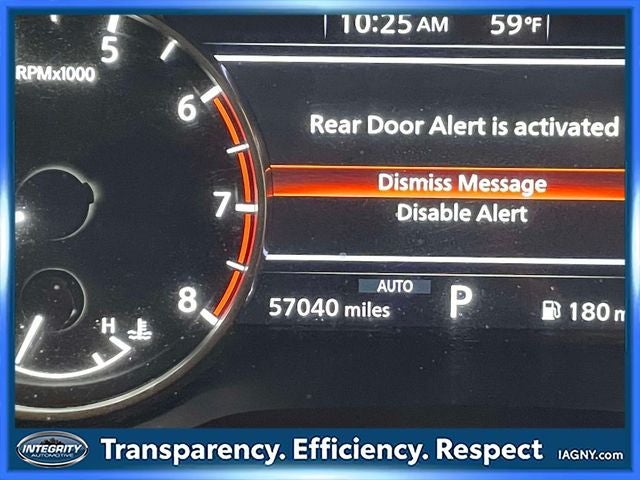 10:25 AM 59°F
5
RPMx1000
6
Rear Door Alert is activated
Dismiss Message
7
Disable Alert
8
AUTO
57040 miles P 180 m
H
INTEGRITY
AUTOMOTIVE
Transparency. Efficiency. Respect
IAGNY.com